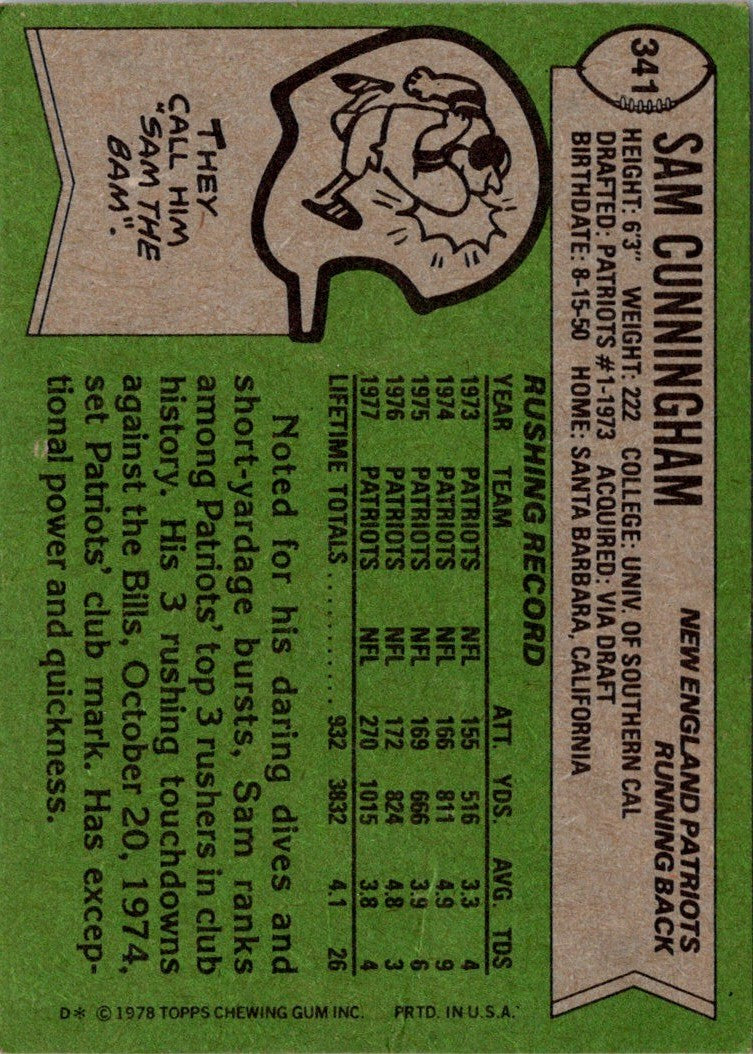 341
SAM CUNNINGHAM
NEW ENGLAND PATRIOTS
RUNNING BACK
HEIGHT: 6'3" WEIGHT: 222 COLLEGE: UNIV. OF SOUTHERN CAL
DRAFTED: PATRIOTS #1-1973 ACQUIRED: VIA DRAFT
BIRTHDATE: 8-15-50 HOME: SANTA BARBARA, CALIFORNIA
THEY
CALL HIM
"SAM THE
BAM".
RUSHING RECORD
YEAR TEAM ATT. YDS. AVG. TDS
1973 PATRIOTS NFL 155 516 3.3 4
1974 PATRIOTS NFL 166 811 4.9 9
1975 PATRIOTS NFL 169 666 3.9 6
1976 PATRIOTS NFL 172 824 4.8 3
1977 PATRIOTS NFL 270 1015 3.8 4
LIFETIME TOTALS ............ 932 3832 4.1 26
Noted for his daring dives and
short-yardage bursts, Sam ranks
among Patriots' top 3 rushers in club
history. His 3 rushing touchdowns
against the Bills, October 20, 1974,
set Patriots' club mark. Has excep-
tional power and quickness.
D* © 1978 TOPPS CHEWING GUM INC. PRTD. IN U.S.A.